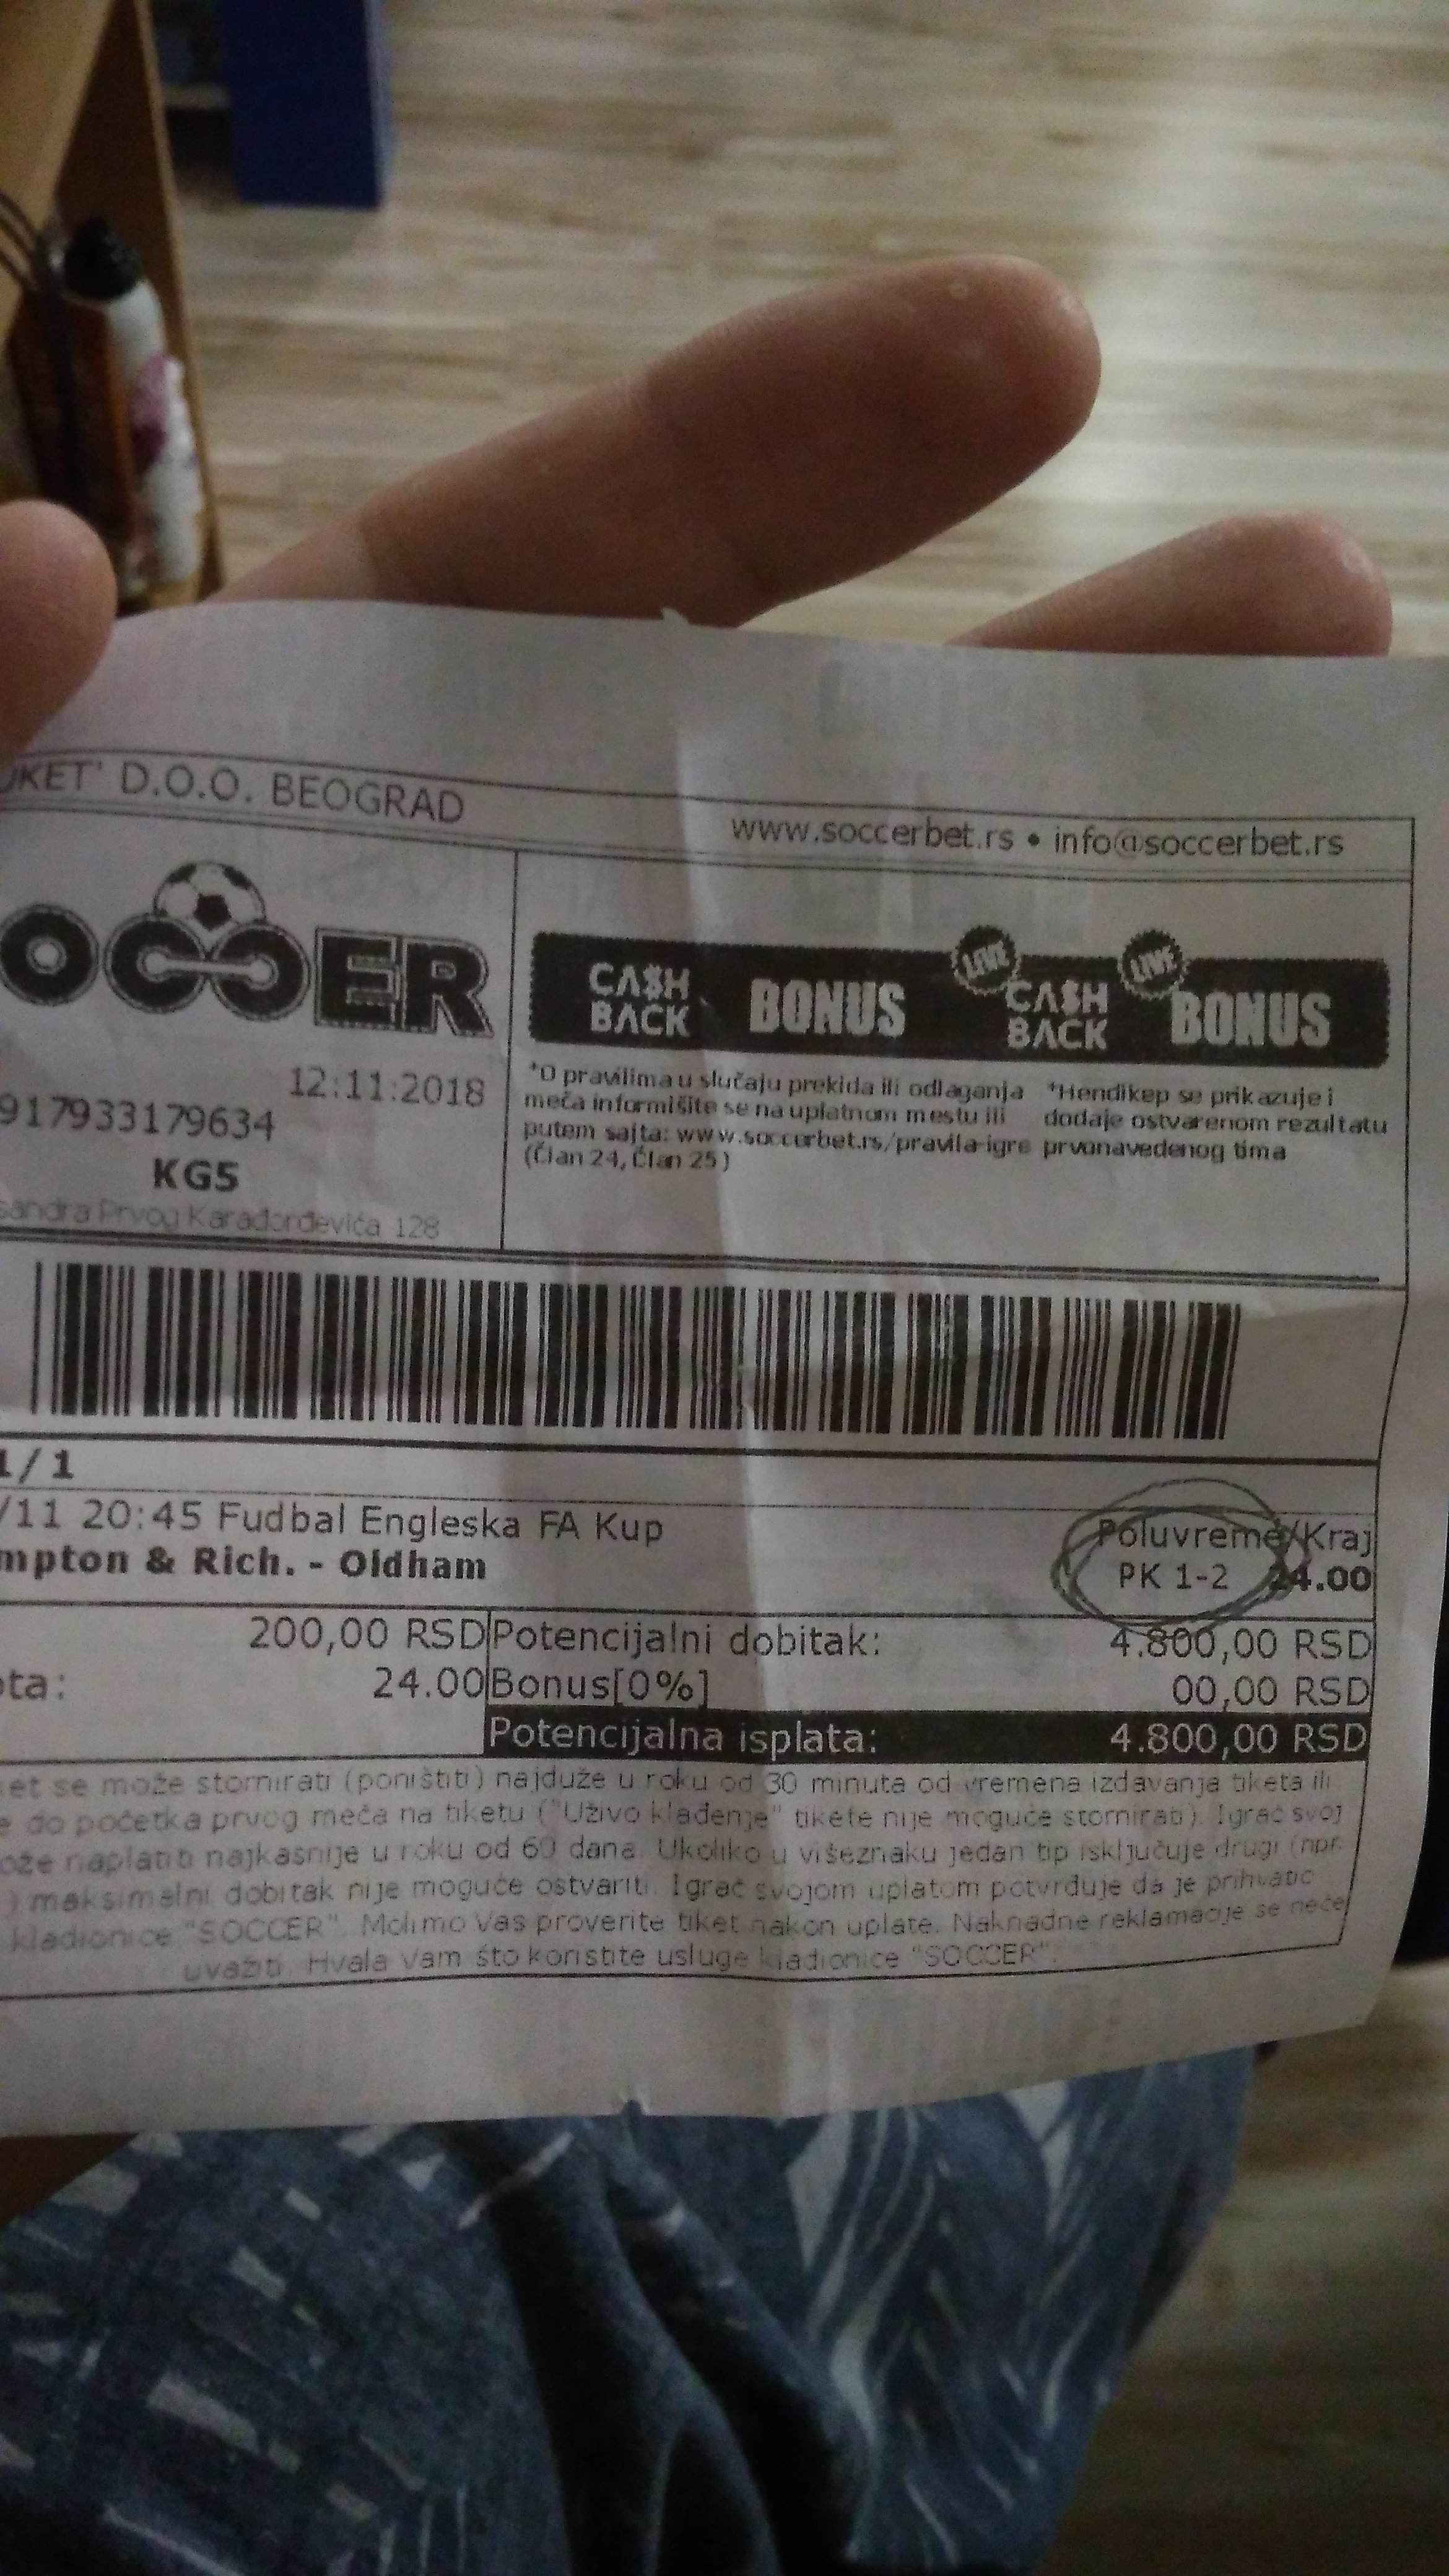 D.O.O. BEOGRAD
www.soccerbet.rs • info@soccerbet.rs
OCCER
CA$H BACK BONUS LIVE CA$H BACK LIVE BONUS
12:11:2018
917933179634
KG5
Prvog Karađorđevića 128
*O pravilima u slučaju prekida ili odlaganja
meča informišite se na uplatnom mestu ili
putem sajta: www.soccerbet.rs/pravila-igre
(Član 24, Član 25)
*Hendikep se prikazuje i
dodaje ostvarenom rezultatu
prvonavedenog tima
1/1
/11 20:45 Fudbal Engleska FA Kup
Poluvreme/Kraj
mpton & Rich. - Oldham
PK 1-2 24.00
200,00 RSD Potencijalni dobitak: 4.800,00 RSD
ta: 24.00 Bonus[0%] 00,00 RSD
Potencijalna isplata: 4.800,00 RSD
ket se može stornirati (poništiti) najduže u roku od 30 minuta od vremena izdavanja tiketa ili
e do početka prvog meča na tiketu ("Uživo klađenje" tikete nije moguće stornirati). Igrač svoj
ože naplatiti najkasnije u roku od 60 dana. Ukoliko u višeznaku jedan tip isključuje drugi (npr.
) maksimalni dobitak nije moguće ostvariti. Igrač svojom uplatom potvrđuje da je prihvatio
kladionice "SOCCER". Molimo Vas proverite tiket nakon uplate. Naknadne reklamacije se neće
uvažiti. Hvala Vam što koristite usluge kladionice "SOCCER".